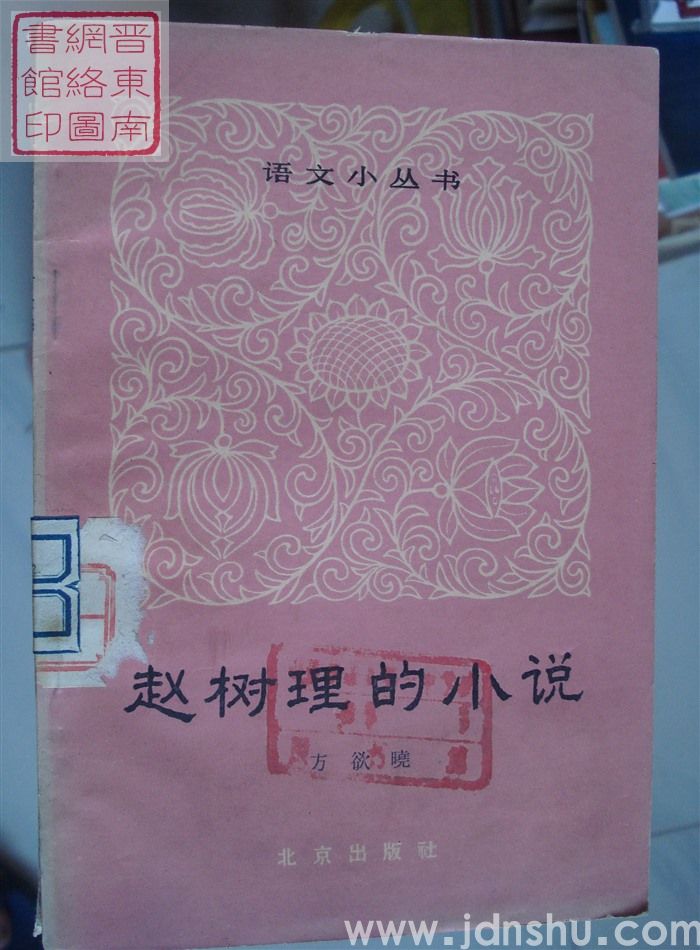 晋東南
網絡圖
書館印
语文小丛书
赵树理的小说
方欲曉
北京出版社
www.jdnshu.com